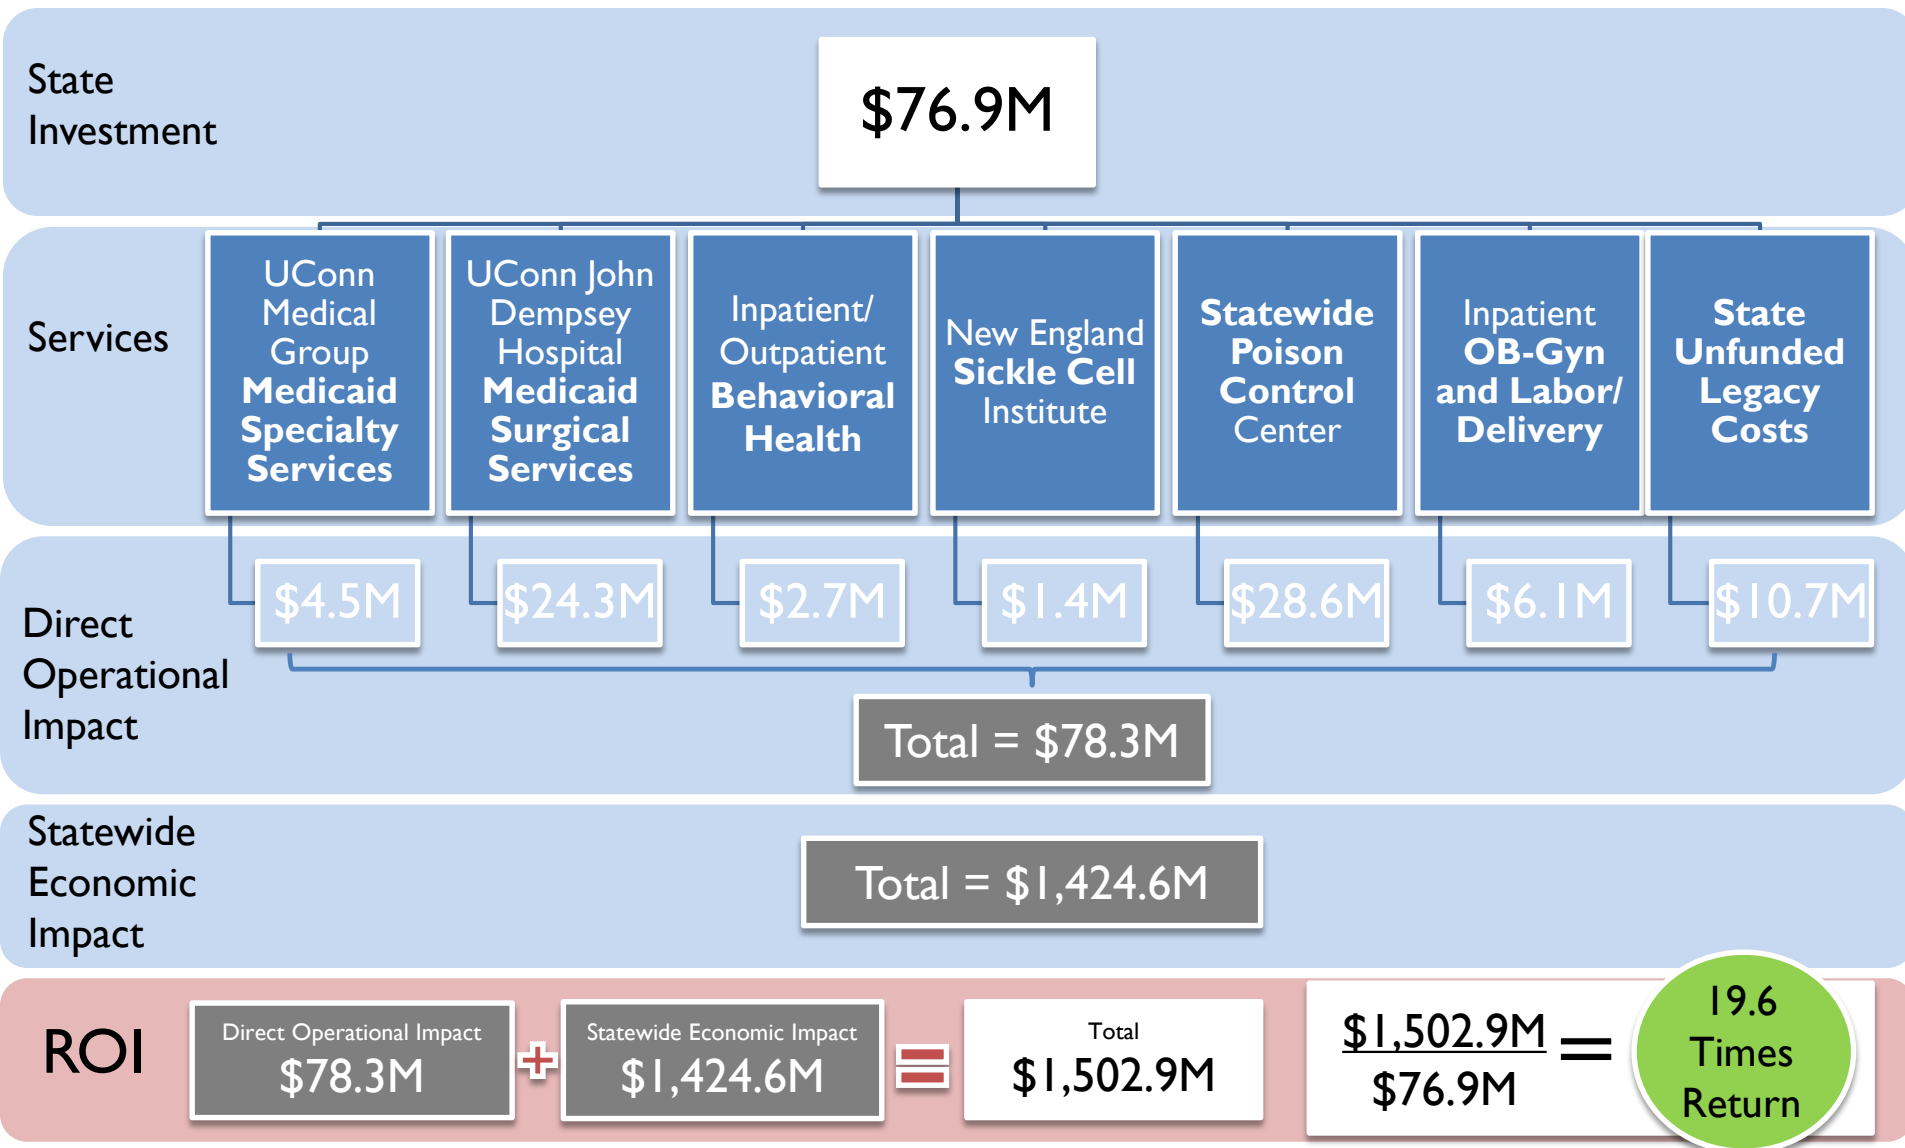 State
Investment
$76.9M
Services
UConn
Medical
Group
Medicaid
Specialty
Services
UConn John
Dempsey
Hospital
Medicaid
Surgical
Services
Inpatient/
Outpatient
Behavioral
Health
New England
Sickle Cell
Institute
Statewide
Poison
Control
Center
Inpatient
OB-Gyn
and Labor/
Delivery
State
Unfunded
Legacy
Costs
Direct
Operational
Impact
$4.5M
$24.3M
$2.7M
$1.4M
$28.6M
$6.1M
$10.7M
Total = $78.3M
Statewide
Economic
Impact
Total = $1,424.6M
ROI
Direct Operational Impact
$78.3M
+
Statewide Economic Impact
$1,424.6M
=
Total
$1,502.9M
$1,502.9M
$76.9M
=
19.6
Times
Return